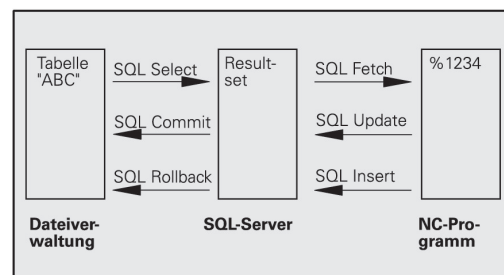 Tabelle
"ABC"
SQL Select
Result-
set
SQL Fetch
%1234
SQL Commit
SQL Update
SQL Rollback
SQL Insert
Dateiver-
waltung
SQL-Server
NC-Pro-
gramm